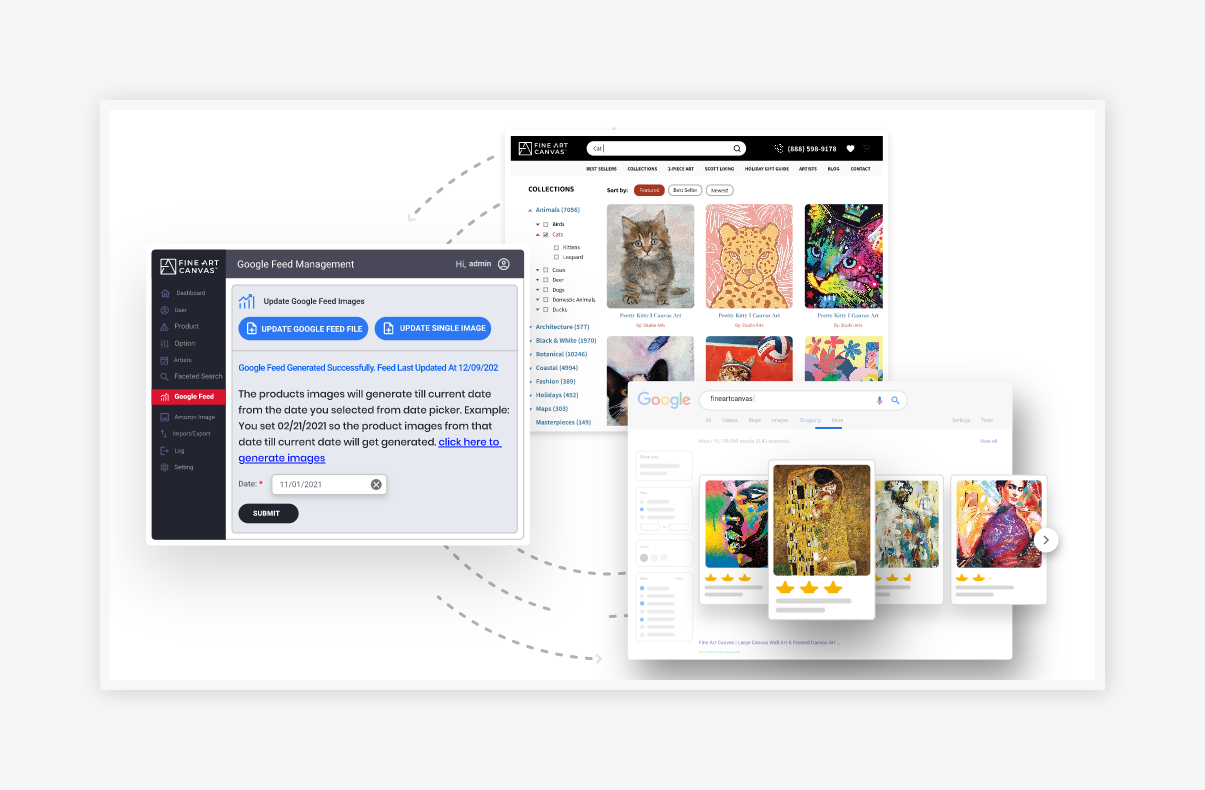 FINE ART
CANVAS™
Cat
(888) 598-9178
BEST SELLERS COLLECTIONS 3-PIECE ART SCOTT LIVING HOLIDAY GIFT GUIDE ARTISTS BLOG CONTACT
COLLECTIONS
Sort by: Featured Best Seller Newest
Animals (7056)
Birds
Cats
Kittens
Leopard
Cows
Deer
Dogs
Domestic Animals
Ducks
Architecture (577)
Black & White (1970)
Botanical (10246)
Coastal (4994)
Fashion (389)
Holidays (452)
Maps (303)
Masterpieces (149)
Pretty Kitty I Canvas Art
By: Studio Arts
Pretty Kitty I Canvas Art
By: Studio Arts
Pretty Kitty I Canvas Art
By: Studio Arts
FINE ART
CANVAS™
Dashboard
User
Product
Option
Artists
Faceted Search
Google Feed
Amazon Image
Import/Export
Log
Setting
Google Feed Management
Hi, admin
Update Google Feed Images
UPDATE GOOGLE FEED FILE
UPDATE SINGLE IMAGE
Google Feed Generated Successfully. Feed Last Updated At 12/09/202
The products images will generate till current date
from the date you selected from date picker. Example:
You set 02/21/2021 so the product images from that
date till current date will get generated. click here to
generate images
Date: * 11/01/2021
SUBMIT
Google
fineartcanvas
All Videos Maps Images Shopping More Settings Tools
View all
Fine Art Canvas | Large Canvas Wall Art & Framed Canvas Art ...